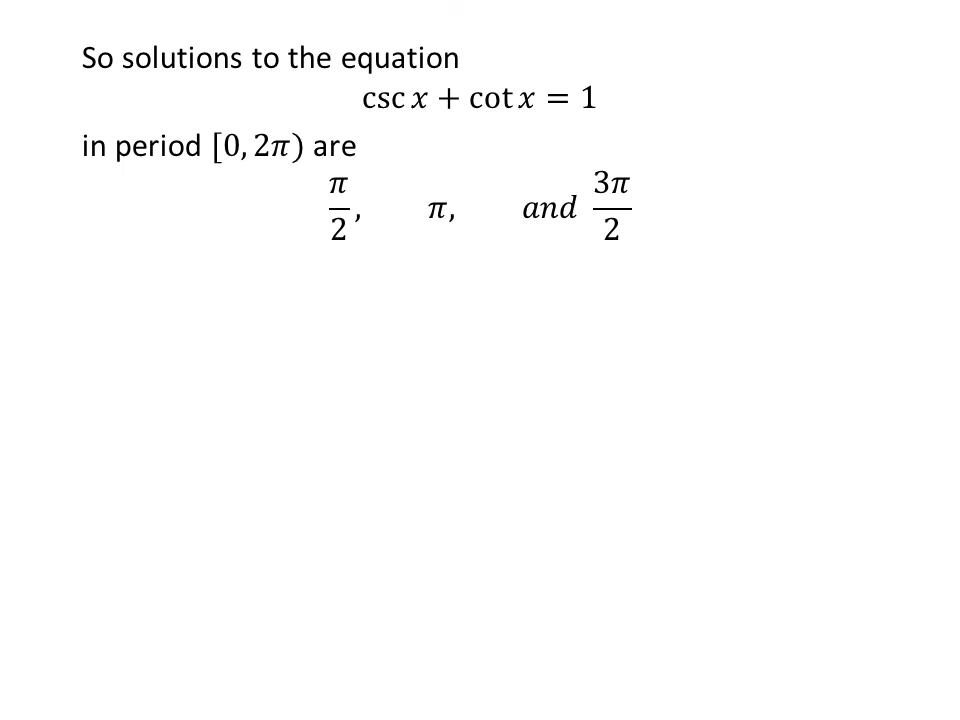 So solutions to the equation
csc x + cot x = 1
in period [0, 2π) are
π/2, π, and 3π/2